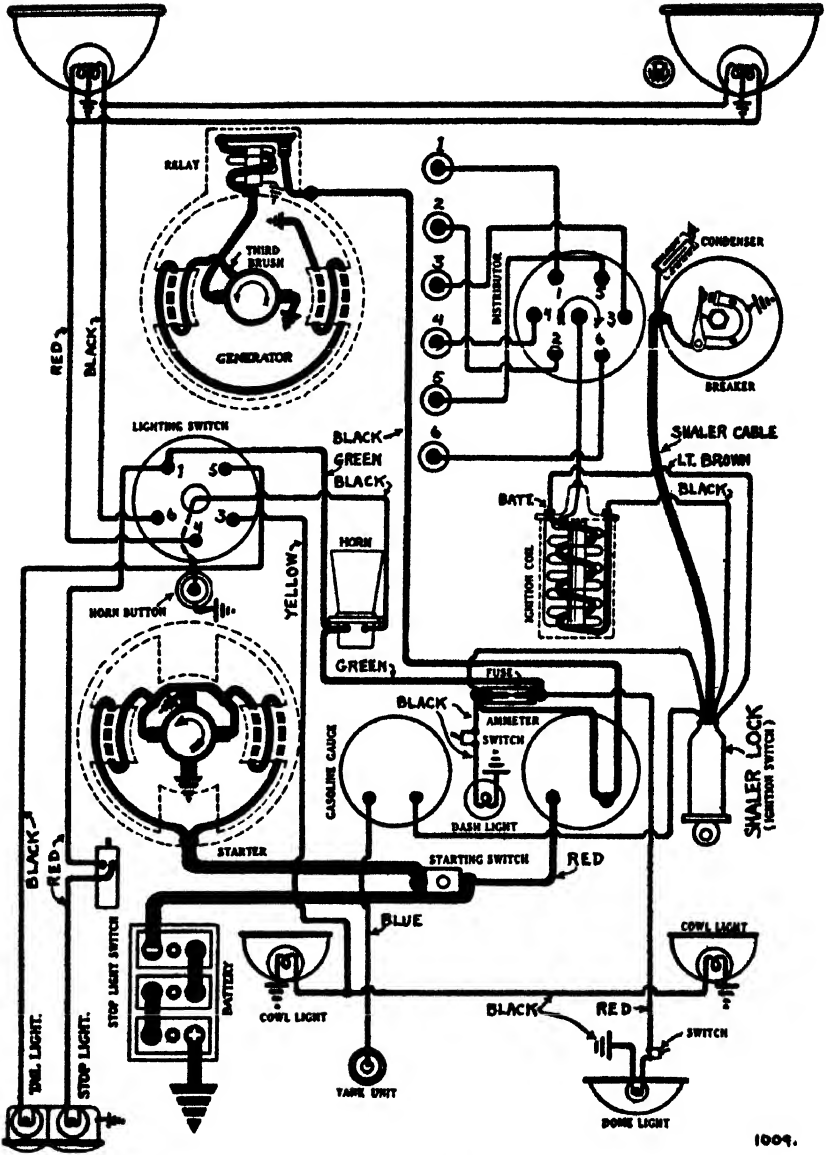 RELAY
THIRD
BRUSH
GENERATOR
1
2
3
4
5
6
DISTRIBUTOR
1
5
4
3
2
6
CONDENSER
BREAKER
RED
BLACK
LIGHTING SWITCH
1
5
6
3
BLACK
GREEN
BLACK
SHALER CABLE
LT. BROWN
BLACK
BATT.
IGNITION COIL
HORN
HORN BUTTON
YELLOW
GREEN
FUSE
BLACK
AMMETER
SWITCH
GASOLINE GAUGE
DASH LIGHT
SHALER LOCK
(IGNITION SWITCH)
STARTER
STARTING SWITCH
RED
BLACK
RED
BLUE
STOP LIGHT SWITCH
BATTERY
COWL LIGHT
COWL LIGHT
BLACK
RED
SWITCH
TAIL LIGHT.
STOP LIGHT.
TANK UNIT
DOME LIGHT
1009.